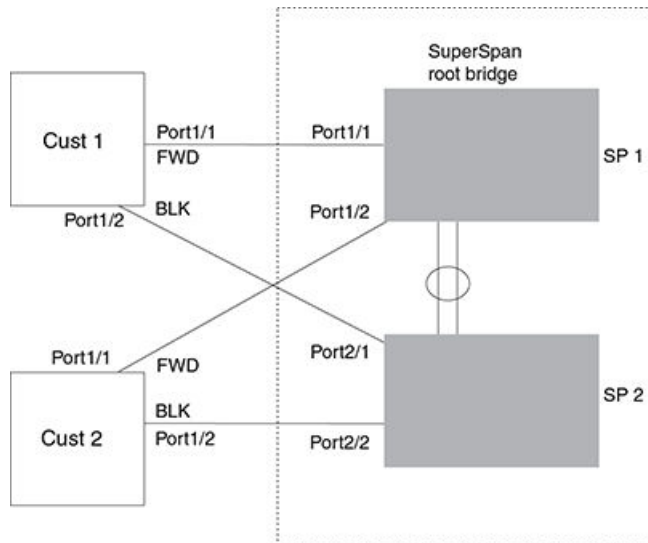 SuperSpan
root bridge
Cust 1
Port1/1
FWD
Port1/1
SP 1
Port1/2
BLK
Port1/2
Port1/1
FWD
Port2/1
SP 2
Cust 2
BLK
Port1/2
Port2/2